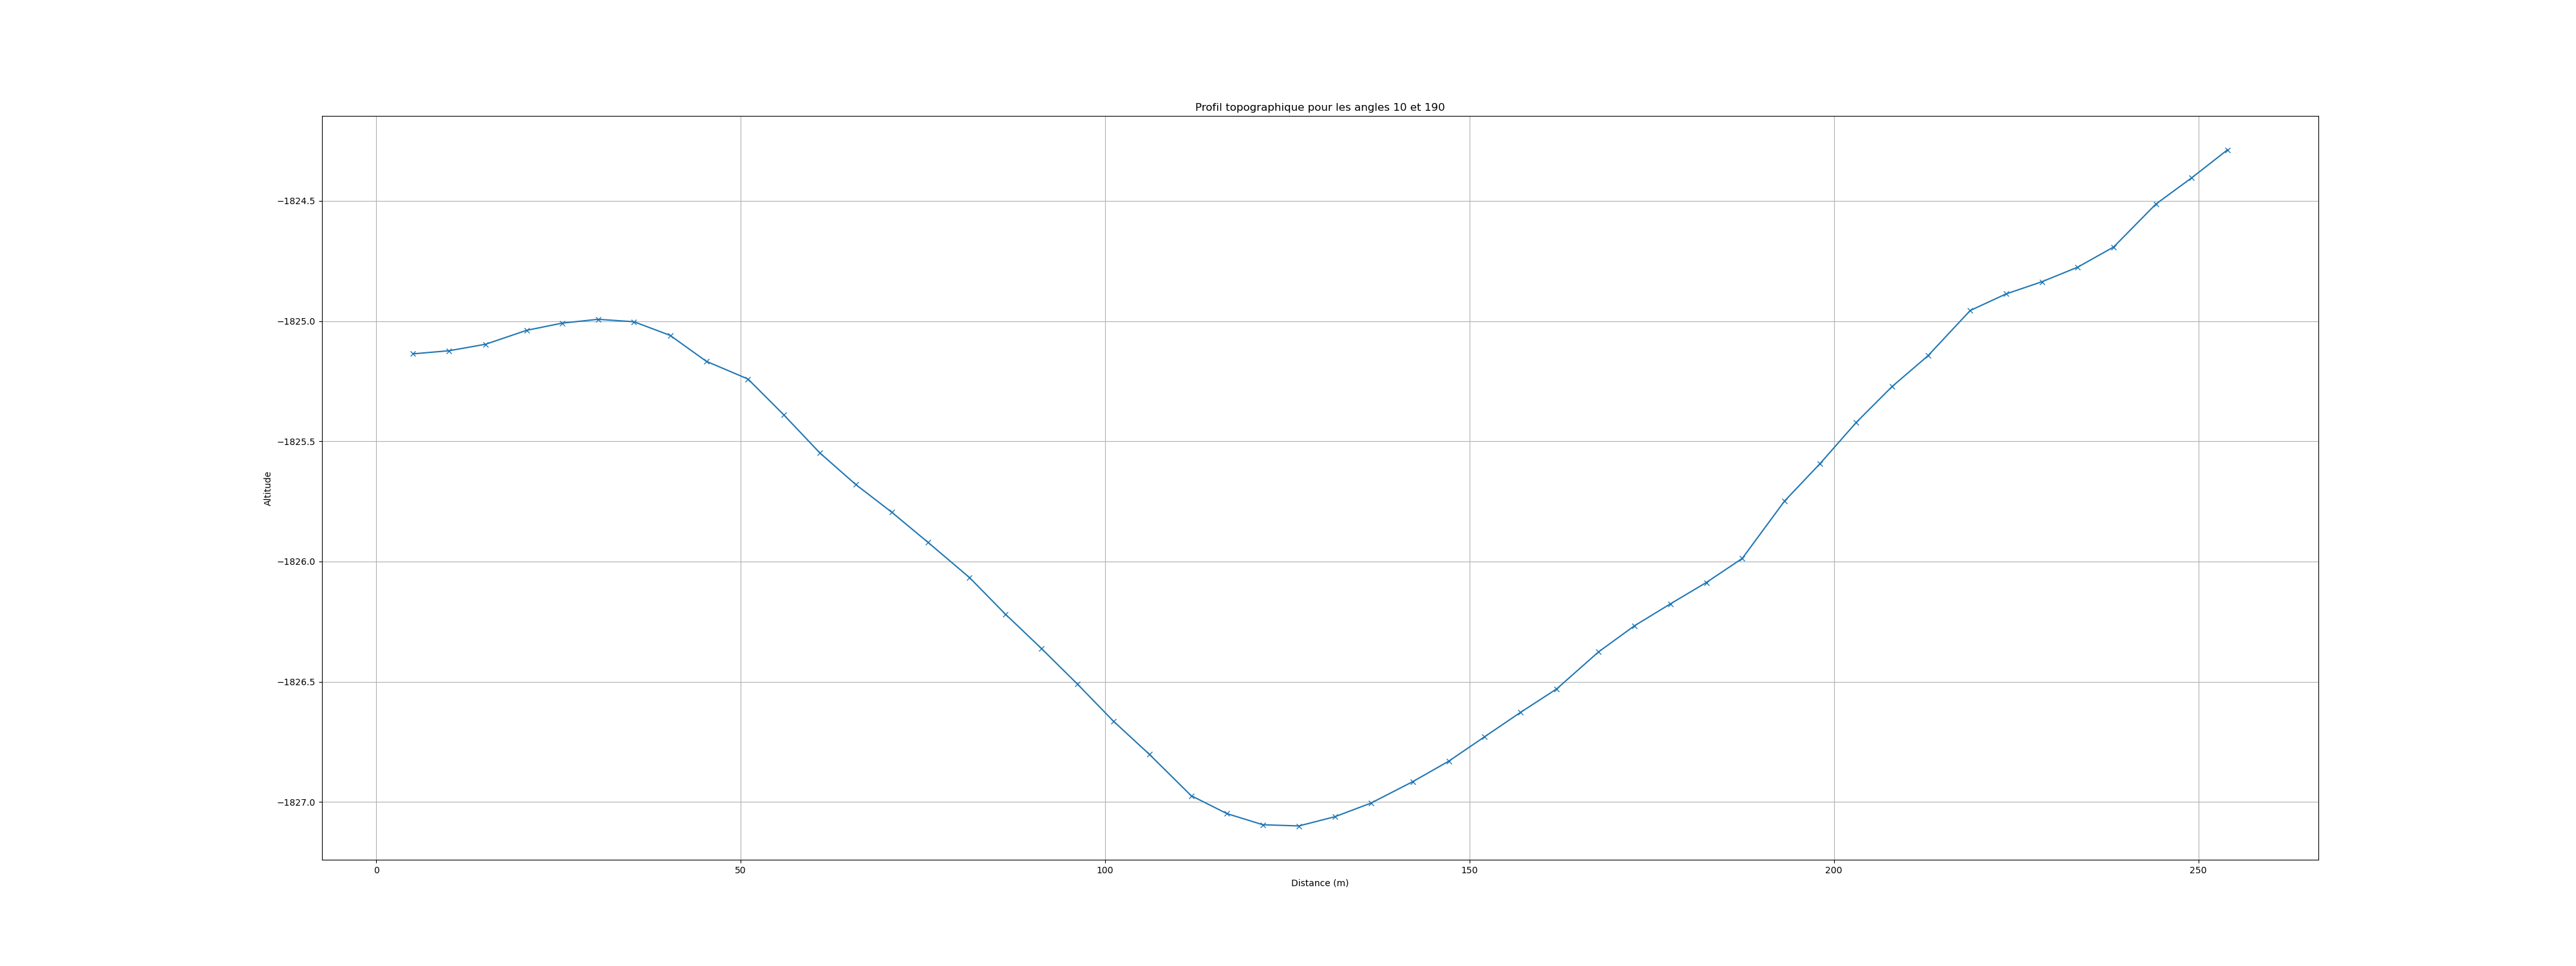 Profil topographique pour les angles 10 et 190
−1824.5
−1825.0
−1825.5
−1826.0
−1826.5
−1827.0
Altitude
0 50 100 150 200 250
Distance (m)